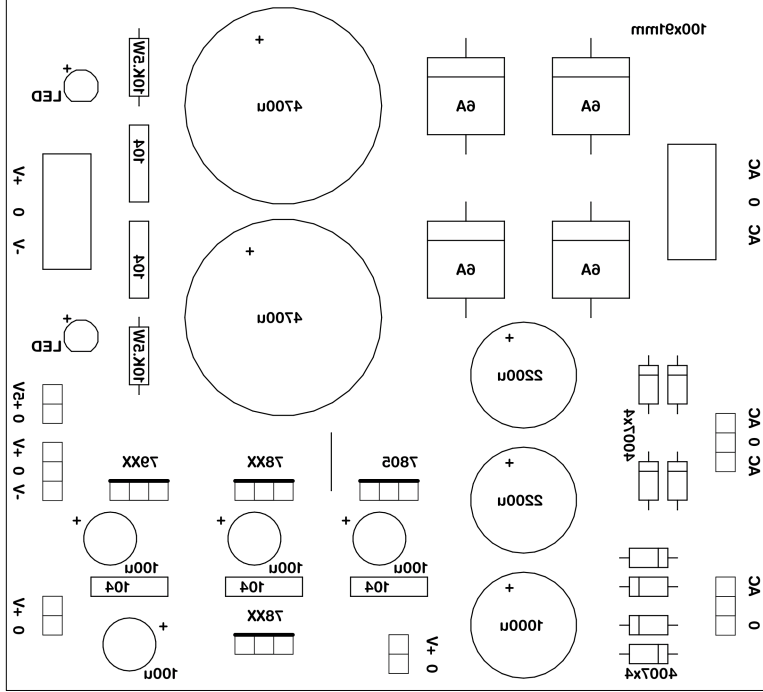 100x91mm
+
+
10K.5W
LED
4700u
6A
6A
104
+V
0
-V
AC
0
AC
+
104
6A
6A
4700u
+
LED
10K.5W
+
2200u
0 +5V
4007x4
AC 0 AC
-V 0 +V
79XX
78XX
7805
+
2200u
+
+
+
100u
100u
100u
104
104
104
+
1000u
0 +V
AC
0
78XX
+
100u
0 +V
4007x4